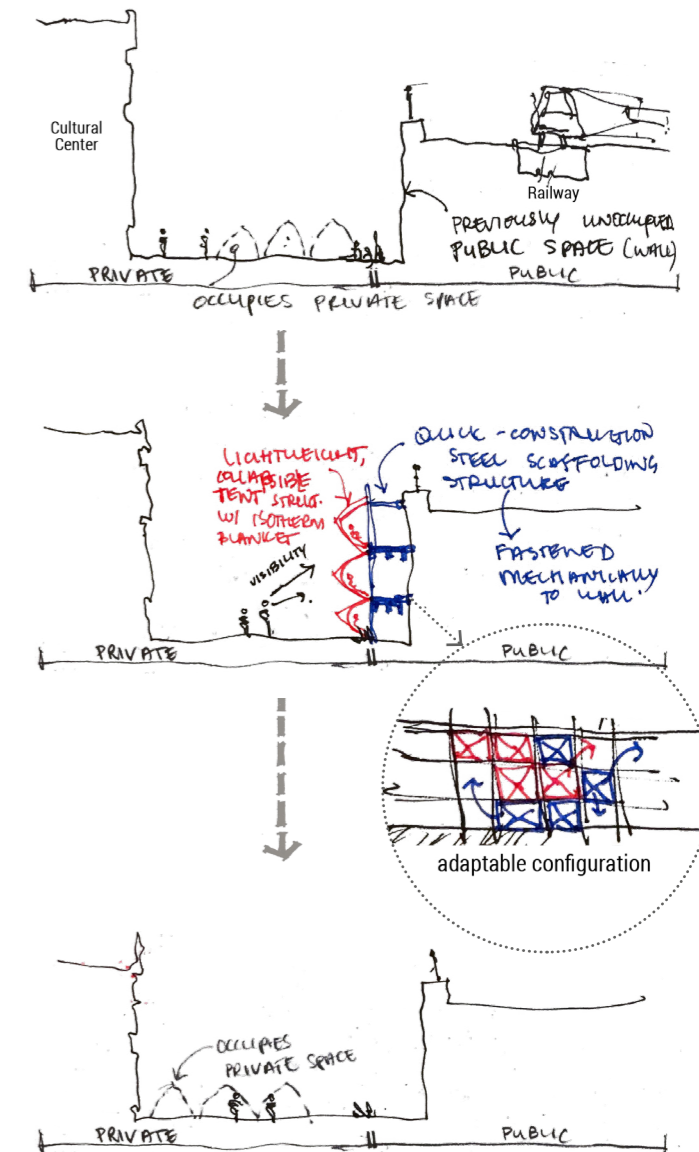 Cultural
Center
Railway
PREVIOUSLY UNOCCUPIED
PUBLIC SPACE (WALL)
PRIVATE
PUBLIC
OCCUPIES PRIVATE SPACE
LIGHTWEIGHT,
COLLAPSIBLE
TENT STRUCT.
W/ ISOTHERM
BLANKET
QUICK-CONSTRUCTION
STEEL SCAFFOLDING
STRUCTURE
FASTENED
MECHANICALLY
TO WALL.
VISIBILITY
PRIVATE
PUBLIC
adaptable configuration
OCCUPIES
PRIVATE SPACE
PRIVATE
PUBLIC